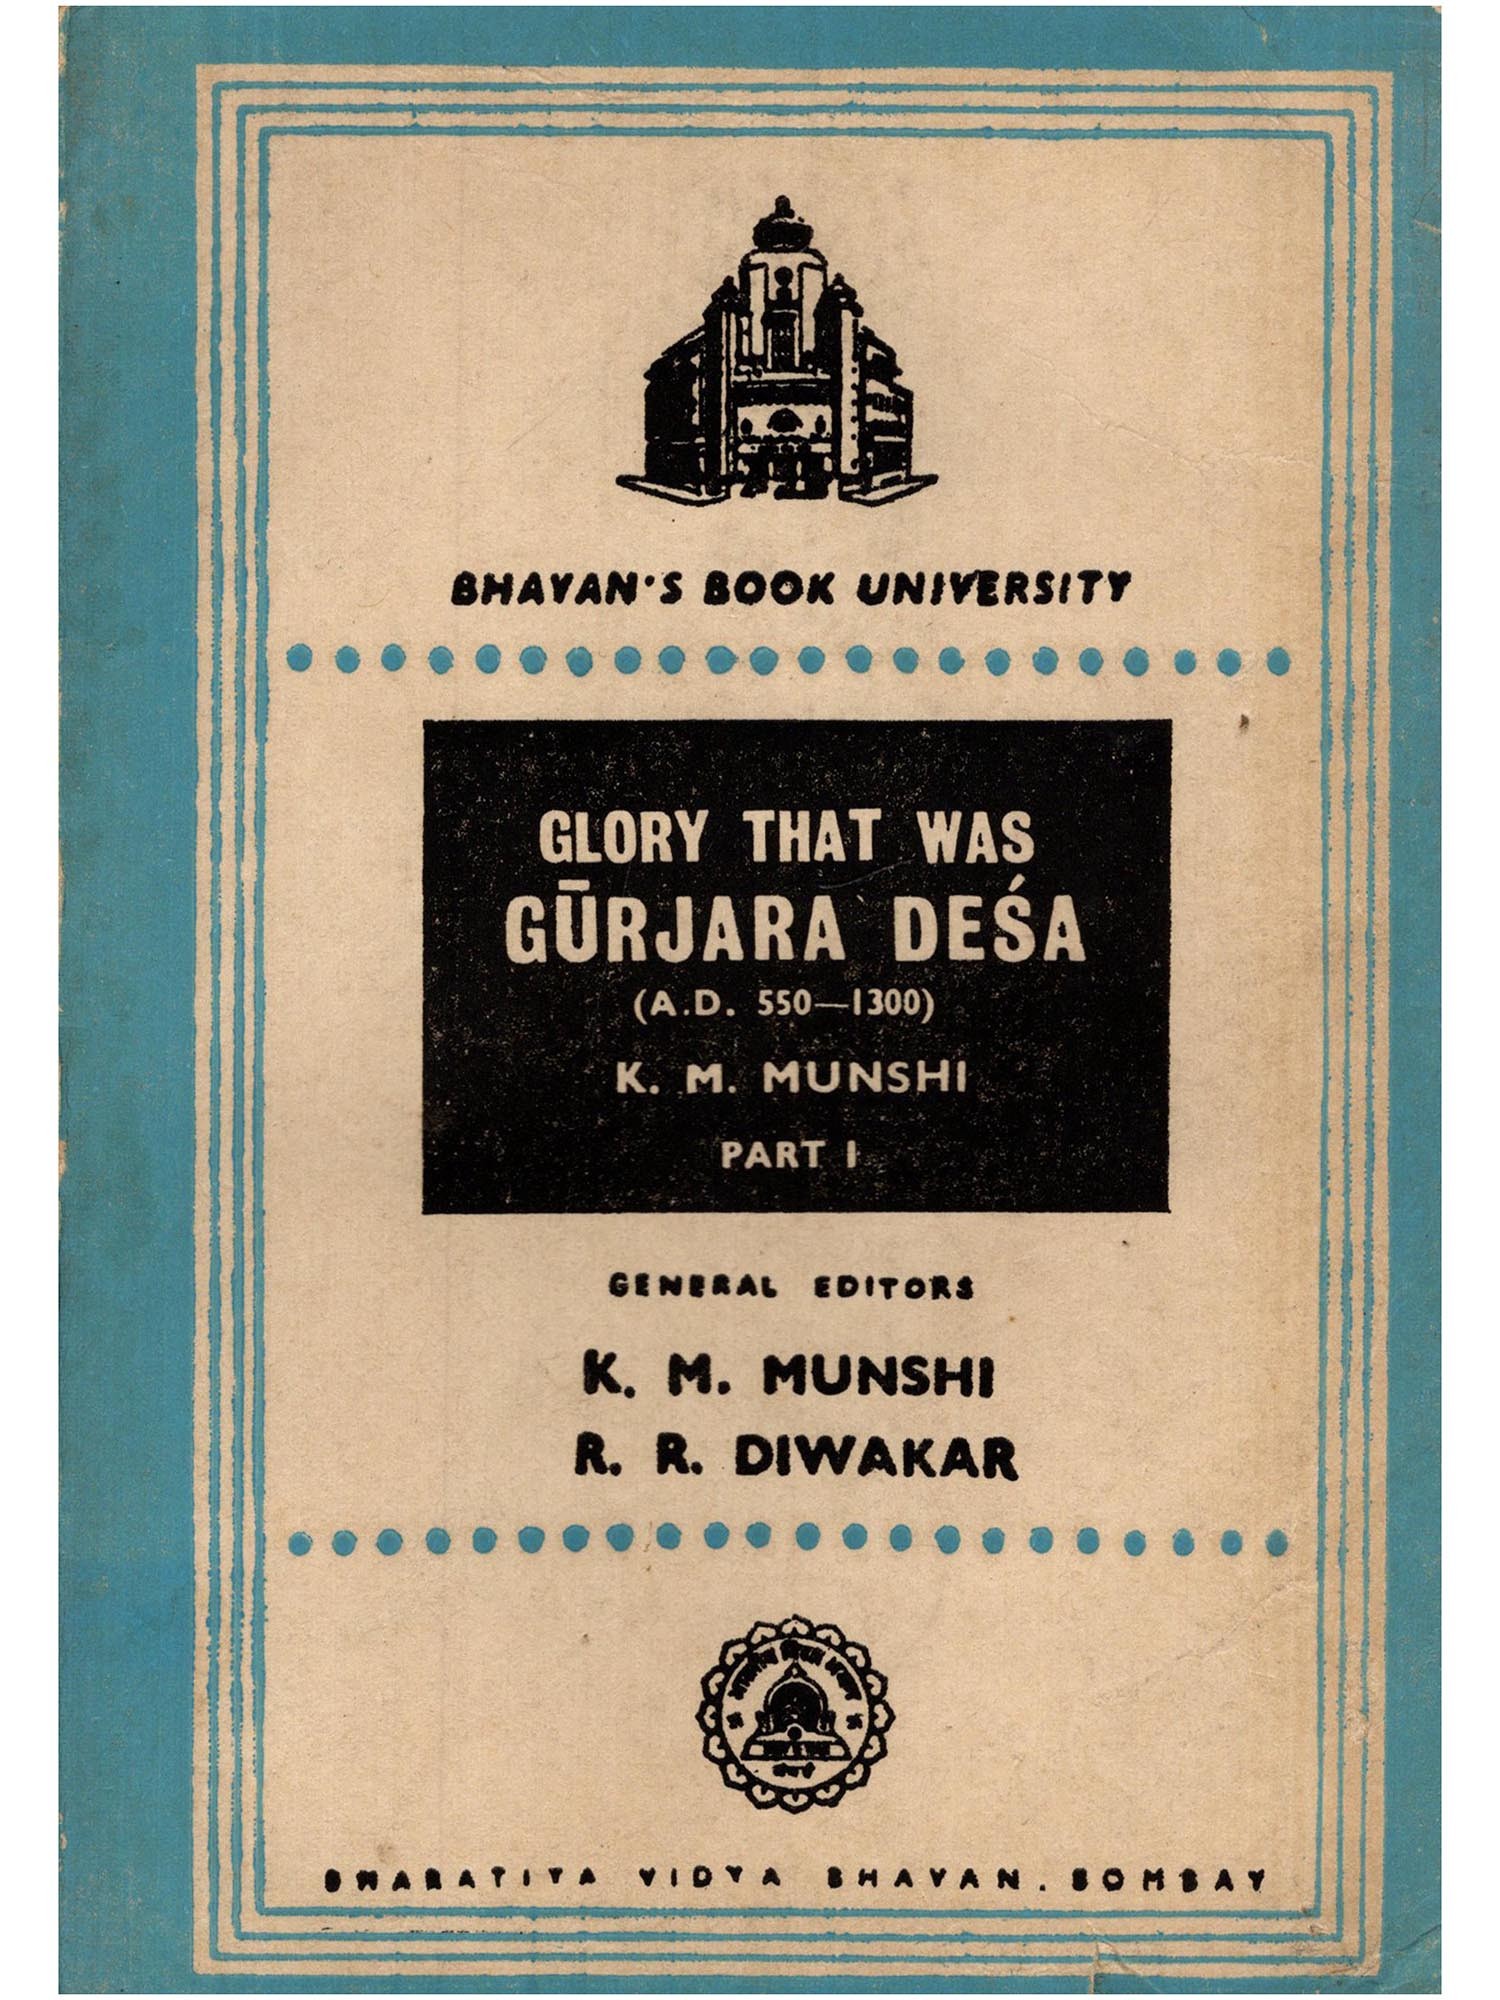 BHAVAN'S BOOK UNIVERSITY
GLORY THAT WAS
GŪRJARA DEŚA
(A.D. 550—1300)
K. M. MUNSHI
PART I
GENERAL EDITORS
K. M. MUNSHI
R. R. DIWAKAR
BHARATIYA VIDYA BHAVAN. BOMBAY